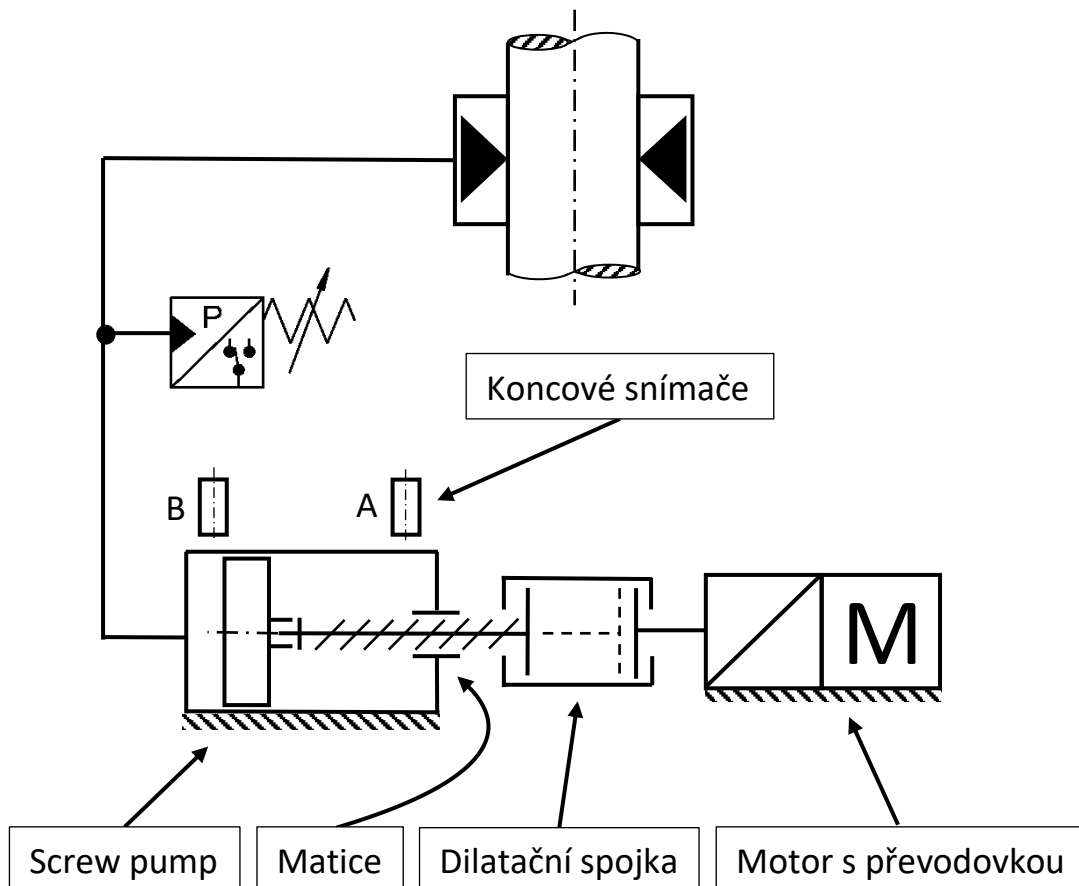 P
Koncové snímače
B
A
M
Screw pump
Matice
Dilatační spojka
Motor s převodovkou